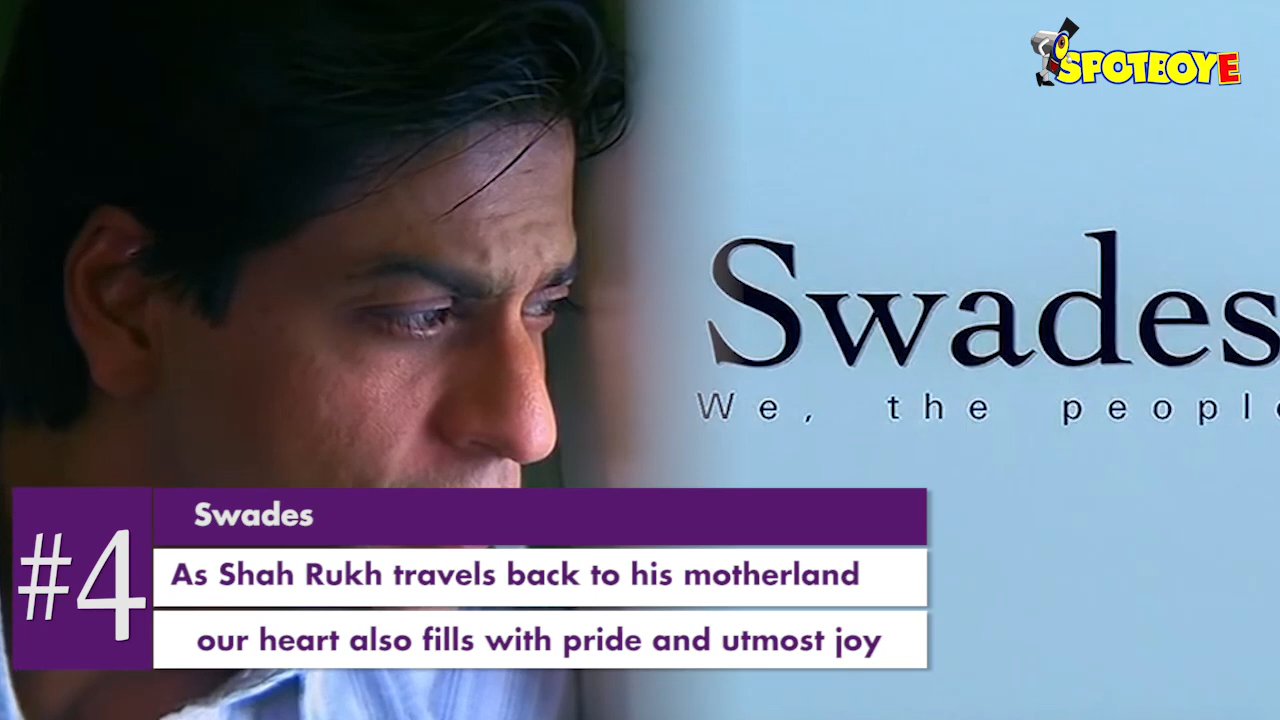 SPOTBOYE
Swades
We, the people
#4
Swades
As Shah Rukh travels back to his motherland
our heart also fills with pride and utmost joy